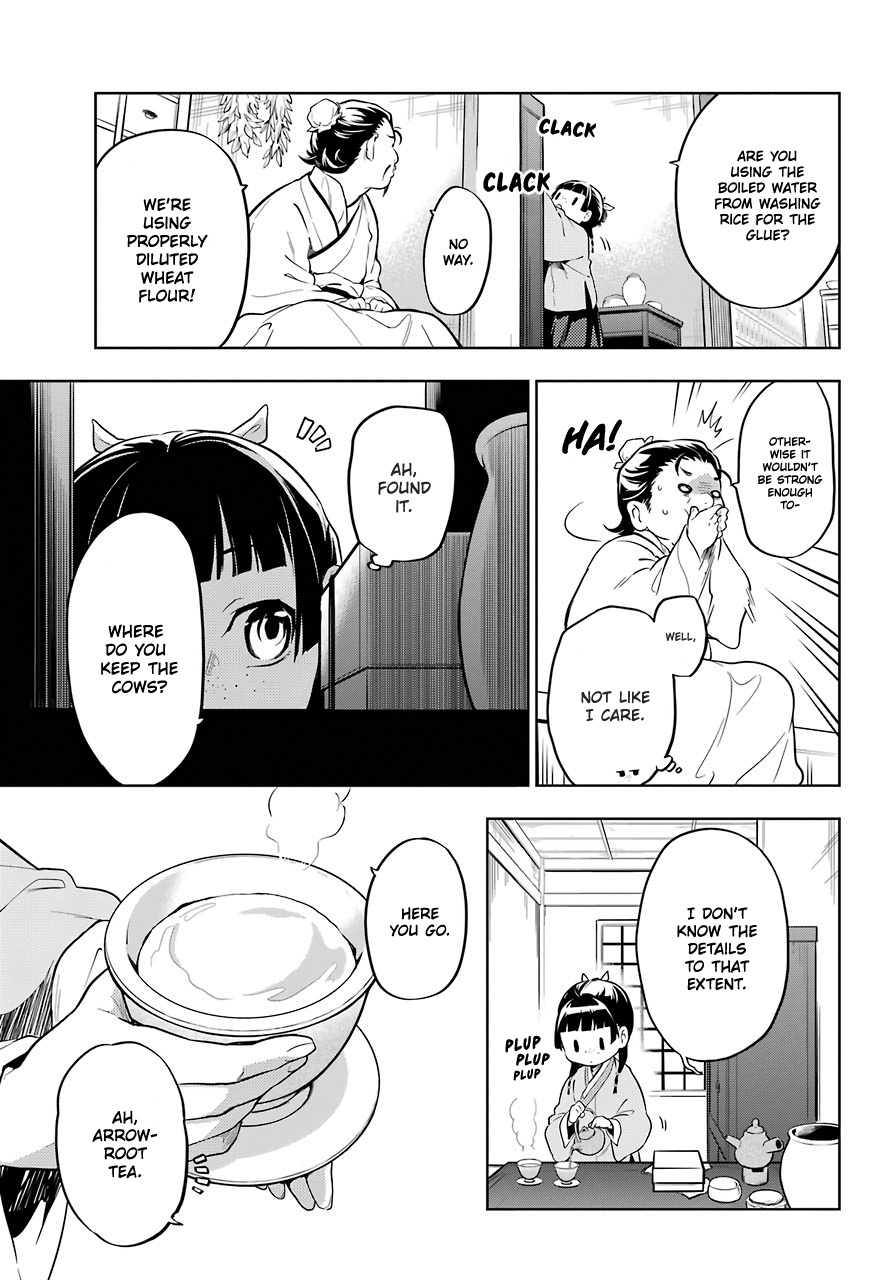 ARE YOU
USING THE
BOILED WATER
FROM WASHING
RICE FOR THE
GLUE?
CLACK
CLACK
NO
WAY.
WE'RE
USING
PROPERLY
DILUTED
WHEAT
FLOUR!
OTHER-
WISE IT
WOULDN'T
BE STRONG
ENOUGH
TO-
HA!
WELL,
NOT LIKE
I CARE.
AH,
FOUND
IT.
WHERE
DO YOU
KEEP THE
COWS?
I DON'T
KNOW THE
DETAILS
TO THAT
EXTENT.
PLUP
PLUP
PLUP
HERE
YOU GO.
AH,
ARROW-
ROOT
TEA.